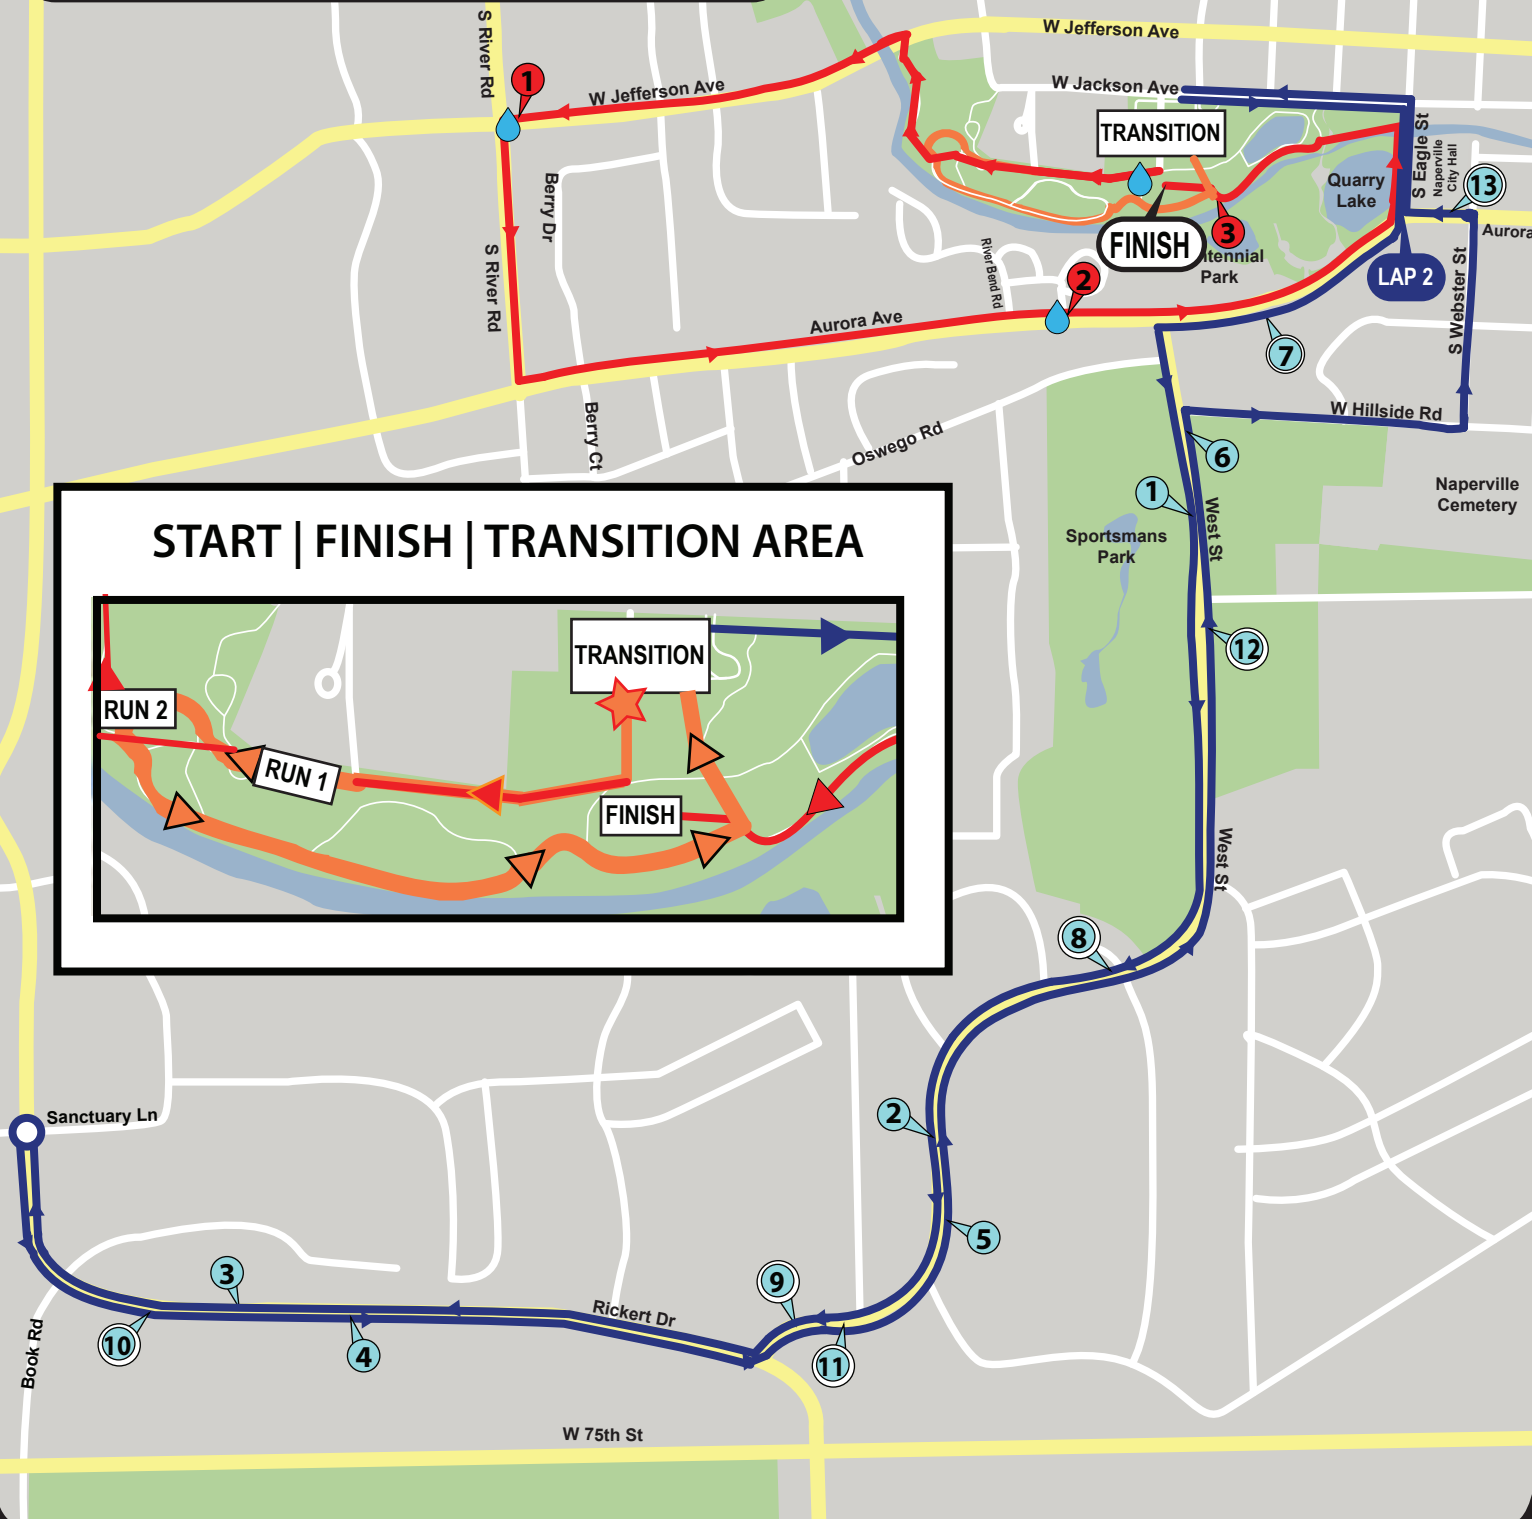 W Jefferson Ave
S River Rd
1
W Jefferson Ave
W Jackson Ave
TRANSITION
S Eagle St
Naperville
City Hall
Quarry
Lake
13
Berry Dr
3
FINISH
tennial
Park
Aurora
River Bend Rd
S River Rd
2
LAP 2
S Webster St
Aurora Ave
7
W Hillside Rd
Berry Ct
Oswego Rd
6
1
West St
Naperville
Cemetery
Sportsmans
Park
START | FINISH | TRANSITION AREA
TRANSITION
RUN 2
RUN 1
FINISH
12
West St
8
Sanctuary Ln
2
5
3
9
Rickert Dr
10
4
11
Book Rd
W 75th St